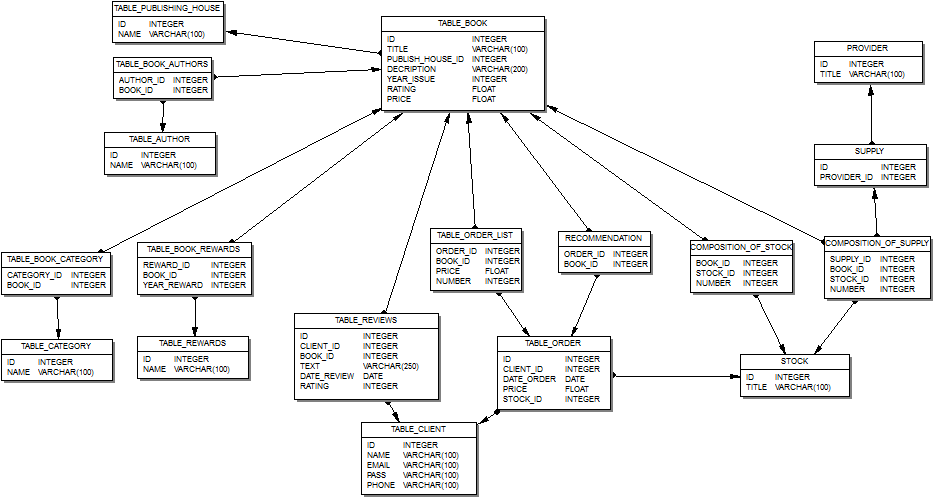 TABLE_PUBLISHING_HOUSE
ID INTEGER
NAME VARCHAR(100)
TABLE_BOOK
ID INTEGER
TITLE VARCHAR(100)
PUBLISH_HOUSE_ID INTEGER
DECRIPTION VARCHAR(200)
YEAR_ISSUE INTEGER
RATING FLOAT
PRICE FLOAT
PROVIDER
ID INTEGER
TITLE VARCHAR(100)
TABLE_BOOK_AUTHORS
AUTHOR_ID INTEGER
BOOK_ID INTEGER
TABLE_AUTHOR
ID INTEGER
NAME VARCHAR(100)
SUPPLY
ID INTEGER
PROVIDER_ID INTEGER
TABLE_BOOK_CATEGORY
CATEGORY_ID INTEGER
BOOK_ID INTEGER
TABLE_BOOK_REWARDS
REWARD_ID INTEGER
BOOK_ID INTEGER
YEAR_REWARD INTEGER
TABLE_ORDER_LIST
ORDER_ID INTEGER
BOOK_ID INTEGER
PRICE FLOAT
NUMBER INTEGER
RECOMMENDATION
ORDER_ID INTEGER
BOOK_ID INTEGER
COMPOSITION_OF_STOCK
BOOK_ID INTEGER
STOCK_ID INTEGER
NUMBER INTEGER
COMPOSITION_OF_SUPPLY
SUPPLY_ID INTEGER
BOOK_ID INTEGER
STOCK_ID INTEGER
NUMBER INTEGER
TABLE_CATEGORY
ID INTEGER
NAME VARCHAR(100)
TABLE_REWARDS
ID INTEGER
NAME VARCHAR(100)
TABLE_REVIEWS
ID INTEGER
CLIENT_ID INTEGER
BOOK_ID INTEGER
TEXT VARCHAR(250)
DATE_REVIEW DATE
RATING INTEGER
TABLE_ORDER
ID INTEGER
CLIENT_ID INTEGER
DATE_ORDER DATE
PRICE FLOAT
STOCK_ID INTEGER
STOCK
ID INTEGER
TITLE VARCHAR(100)
TABLE_CLIENT
ID INTEGER
NAME VARCHAR(100)
EMAIL VARCHAR(100)
PASS VARCHAR(100)
PHONE VARCHAR(100)